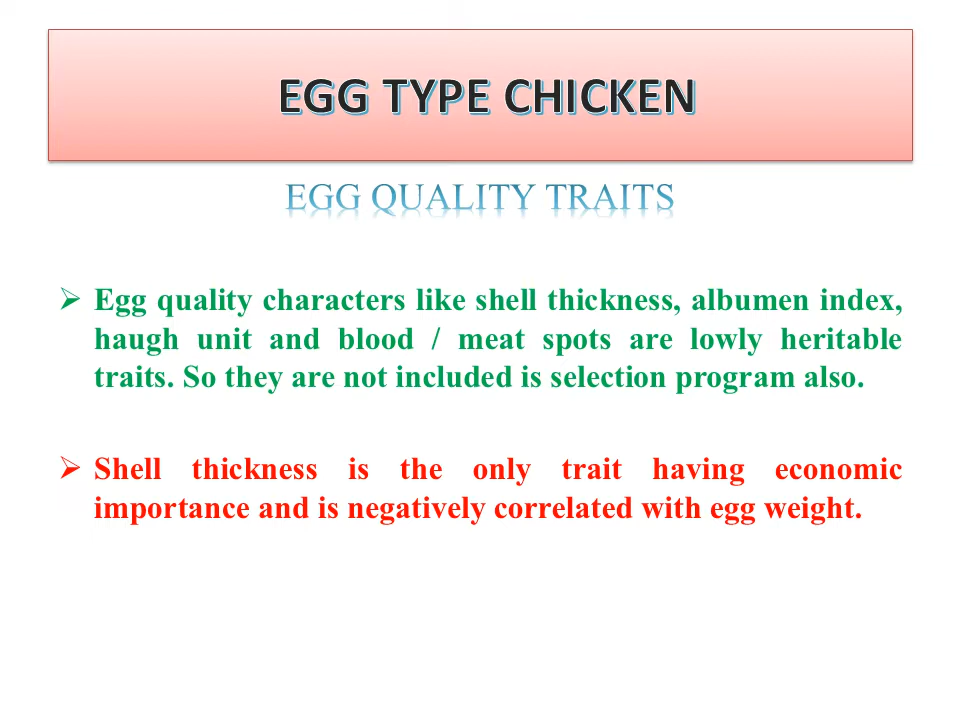 EGG TYPE CHICKEN
EGG QUALITY TRAITS
➢ Egg quality characters like shell thickness, albumen index,
haugh unit and blood / meat spots are lowly heritable
traits. So they are not included is selection program also.
➢ Shell thickness is the only trait having economic
importance and is negatively correlated with egg weight.